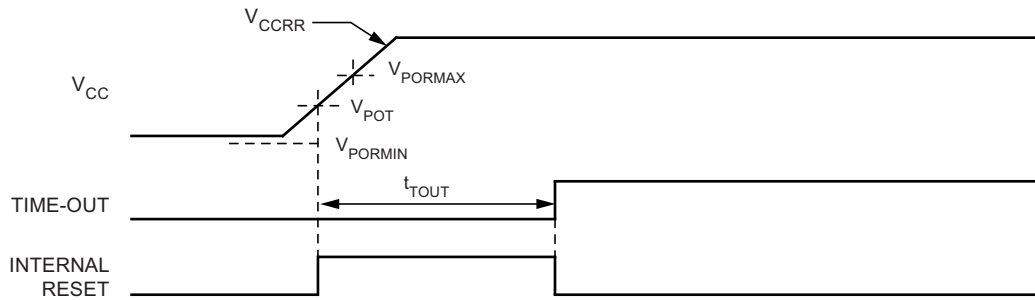 VCCRR
VCC
VPORMAX
VPOT
VPORMIN
tTOUT
TIME-OUT
INTERNAL
RESET